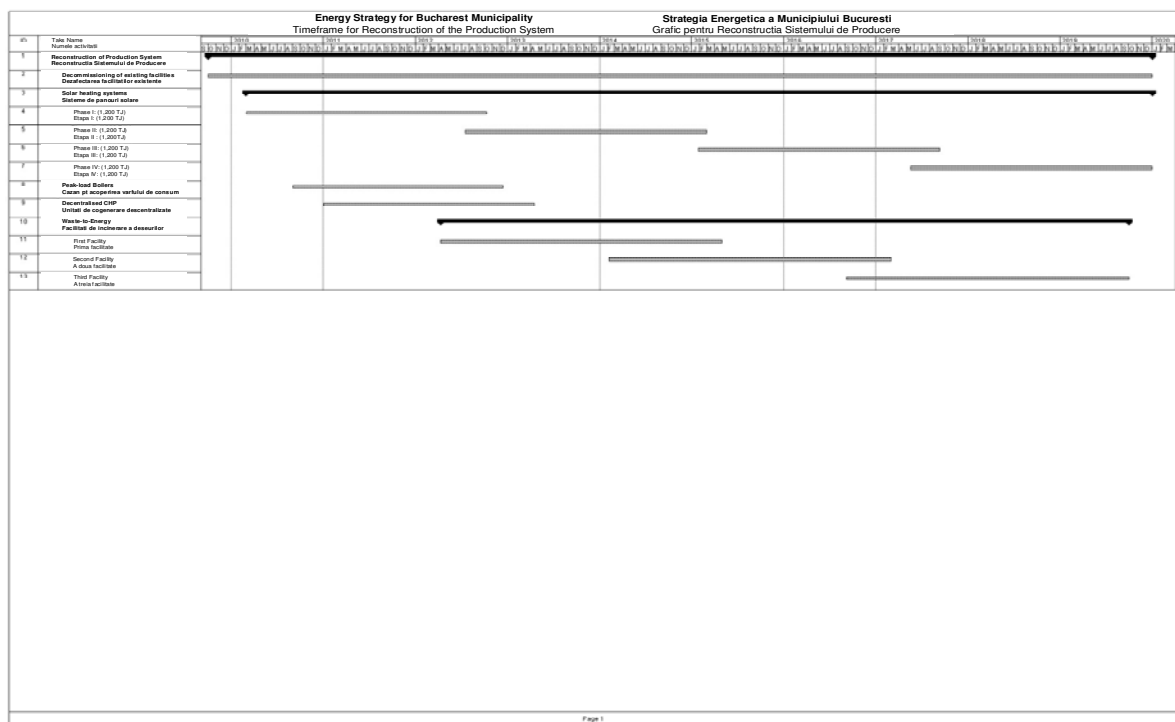 Energy Strategy for Bucharest Municipality
Timeframe for Reconstruction of the Production System
Strategia Energetica a Municipiului Bucuresti
Grafic pentru Reconstructia Sistemului de Producere
Taks Name
Numele activitatii
2010 2011 2012 2013 2014 2015 2016 2017 2018 2019 2020
S O N D J F M A M J J A S O N D J F M A M J J A S O N D J F M A M J J A S O N D J F M A M J J A S O N D J F M A M J J A S O N D J F M A M J J A S O N D J F M A M J J A S O N D J F M A M J J A S O N D J F M A M J J A S O N D J F M A M J J A S O N D J F M
1 Reconstruction of Production System
Reconstructia Sistemului de Producere
2 Decommissioning of existing facilities
Dezafectarea facilitatilor existente
3 Solar heating systems
Sisteme de panouri solare
4 Phase I: (1,200 TJ)
Etapa I: (1,200 TJ)
5 Phase II: (1,200 TJ)
Etapa II : (1,200TJ)
6 Phase III: (1,200 TJ)
Etapa III: (1,200 TJ)
7 Phase IV: (1,200 TJ)
Etapa IV: (1,200 TJ)
8 Peak-load Boilers
Cazan pt acoperirea varfului de consum
9 Decentralised CHP
Unitati de cogenerare descentralizate
10 Waste-to-Energy
Facilitati de incinerare a deseurilor
11 First Facility
Prima facilitate
12 Second Facility
A doua facilitate
13 Third Facility
A treia facilitate
Page 1